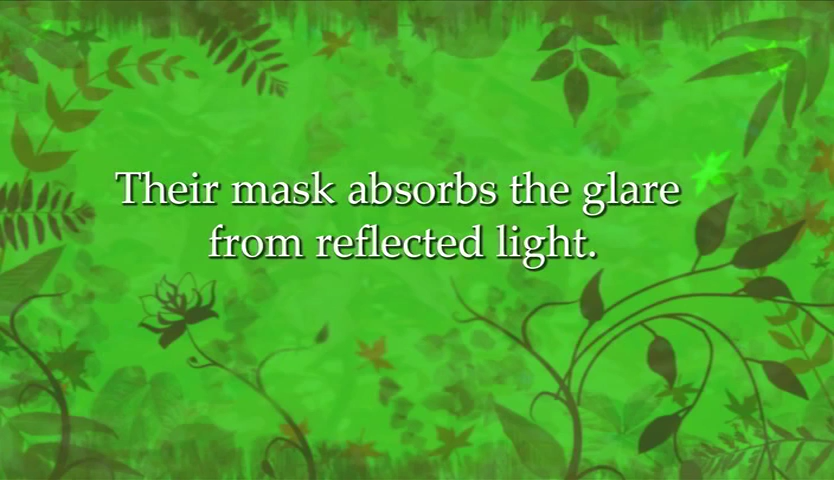 Their mask absorbs the glare
from reflected light.